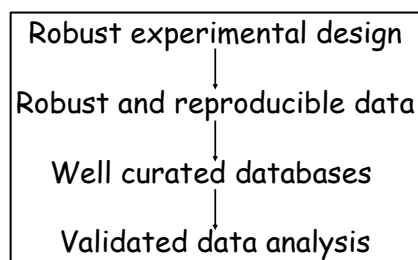 Robust experimental design
Robust and reproducible data
Well curated databases
Validated data analysis